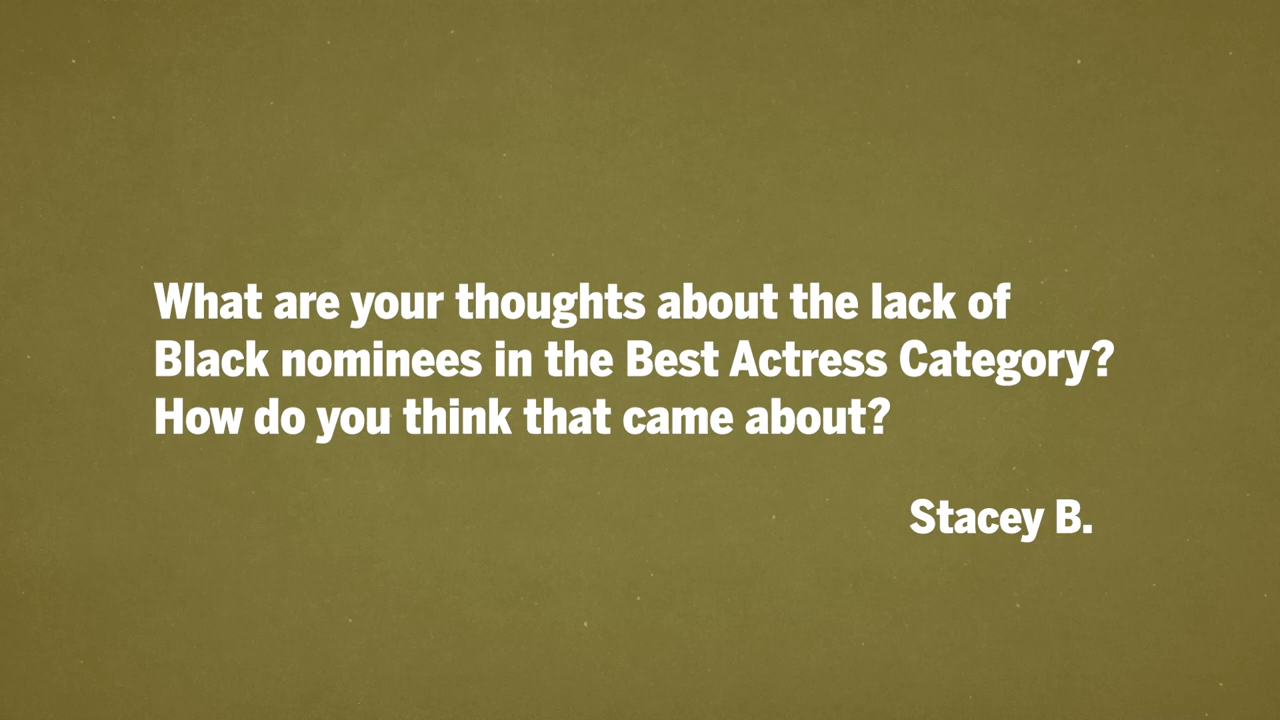 What are your thoughts about the lack of
Black nominees in the Best Actress Category?
How do you think that came about?
Stacey B.